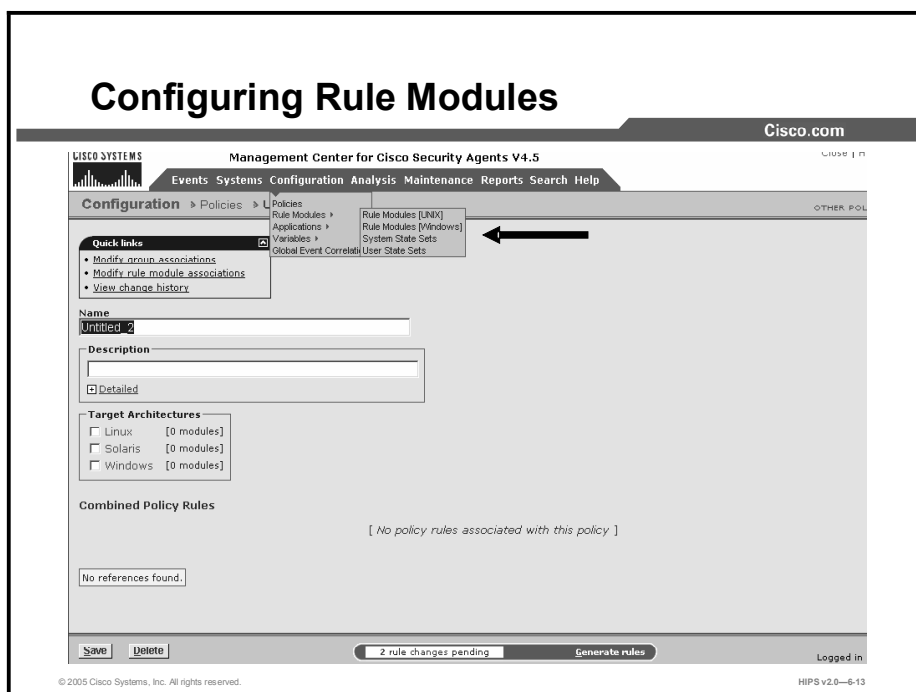 Configuring Rule Modules
Cisco.com
CISCO SYSTEMS
Management Center for Cisco Security Agents V4.5
Close | H
Events Systems Configuration Analysis Maintenance Reports Search Help
Configuration > Policies > U
OTHER POL
Policies
Rule Modules
Applications
Variables
Global Event Correlati
Rule Modules [UNIX]
Rule Modules [Windows]
System State Sets
User State Sets
Quick links
Modify group associations
Modify rule module associations
View change history
Name
Untitled_2
Description
Detailed
Target Architectures
Linux [0 modules]
Solaris [0 modules]
Windows [0 modules]
Combined Policy Rules
[ No policy rules associated with this policy ]
No references found.
Save Delete 2 rule changes pending Generate rules
Logged in
© 2005 Cisco Systems, Inc. All rights reserved.
HIPS v2.0—6-13